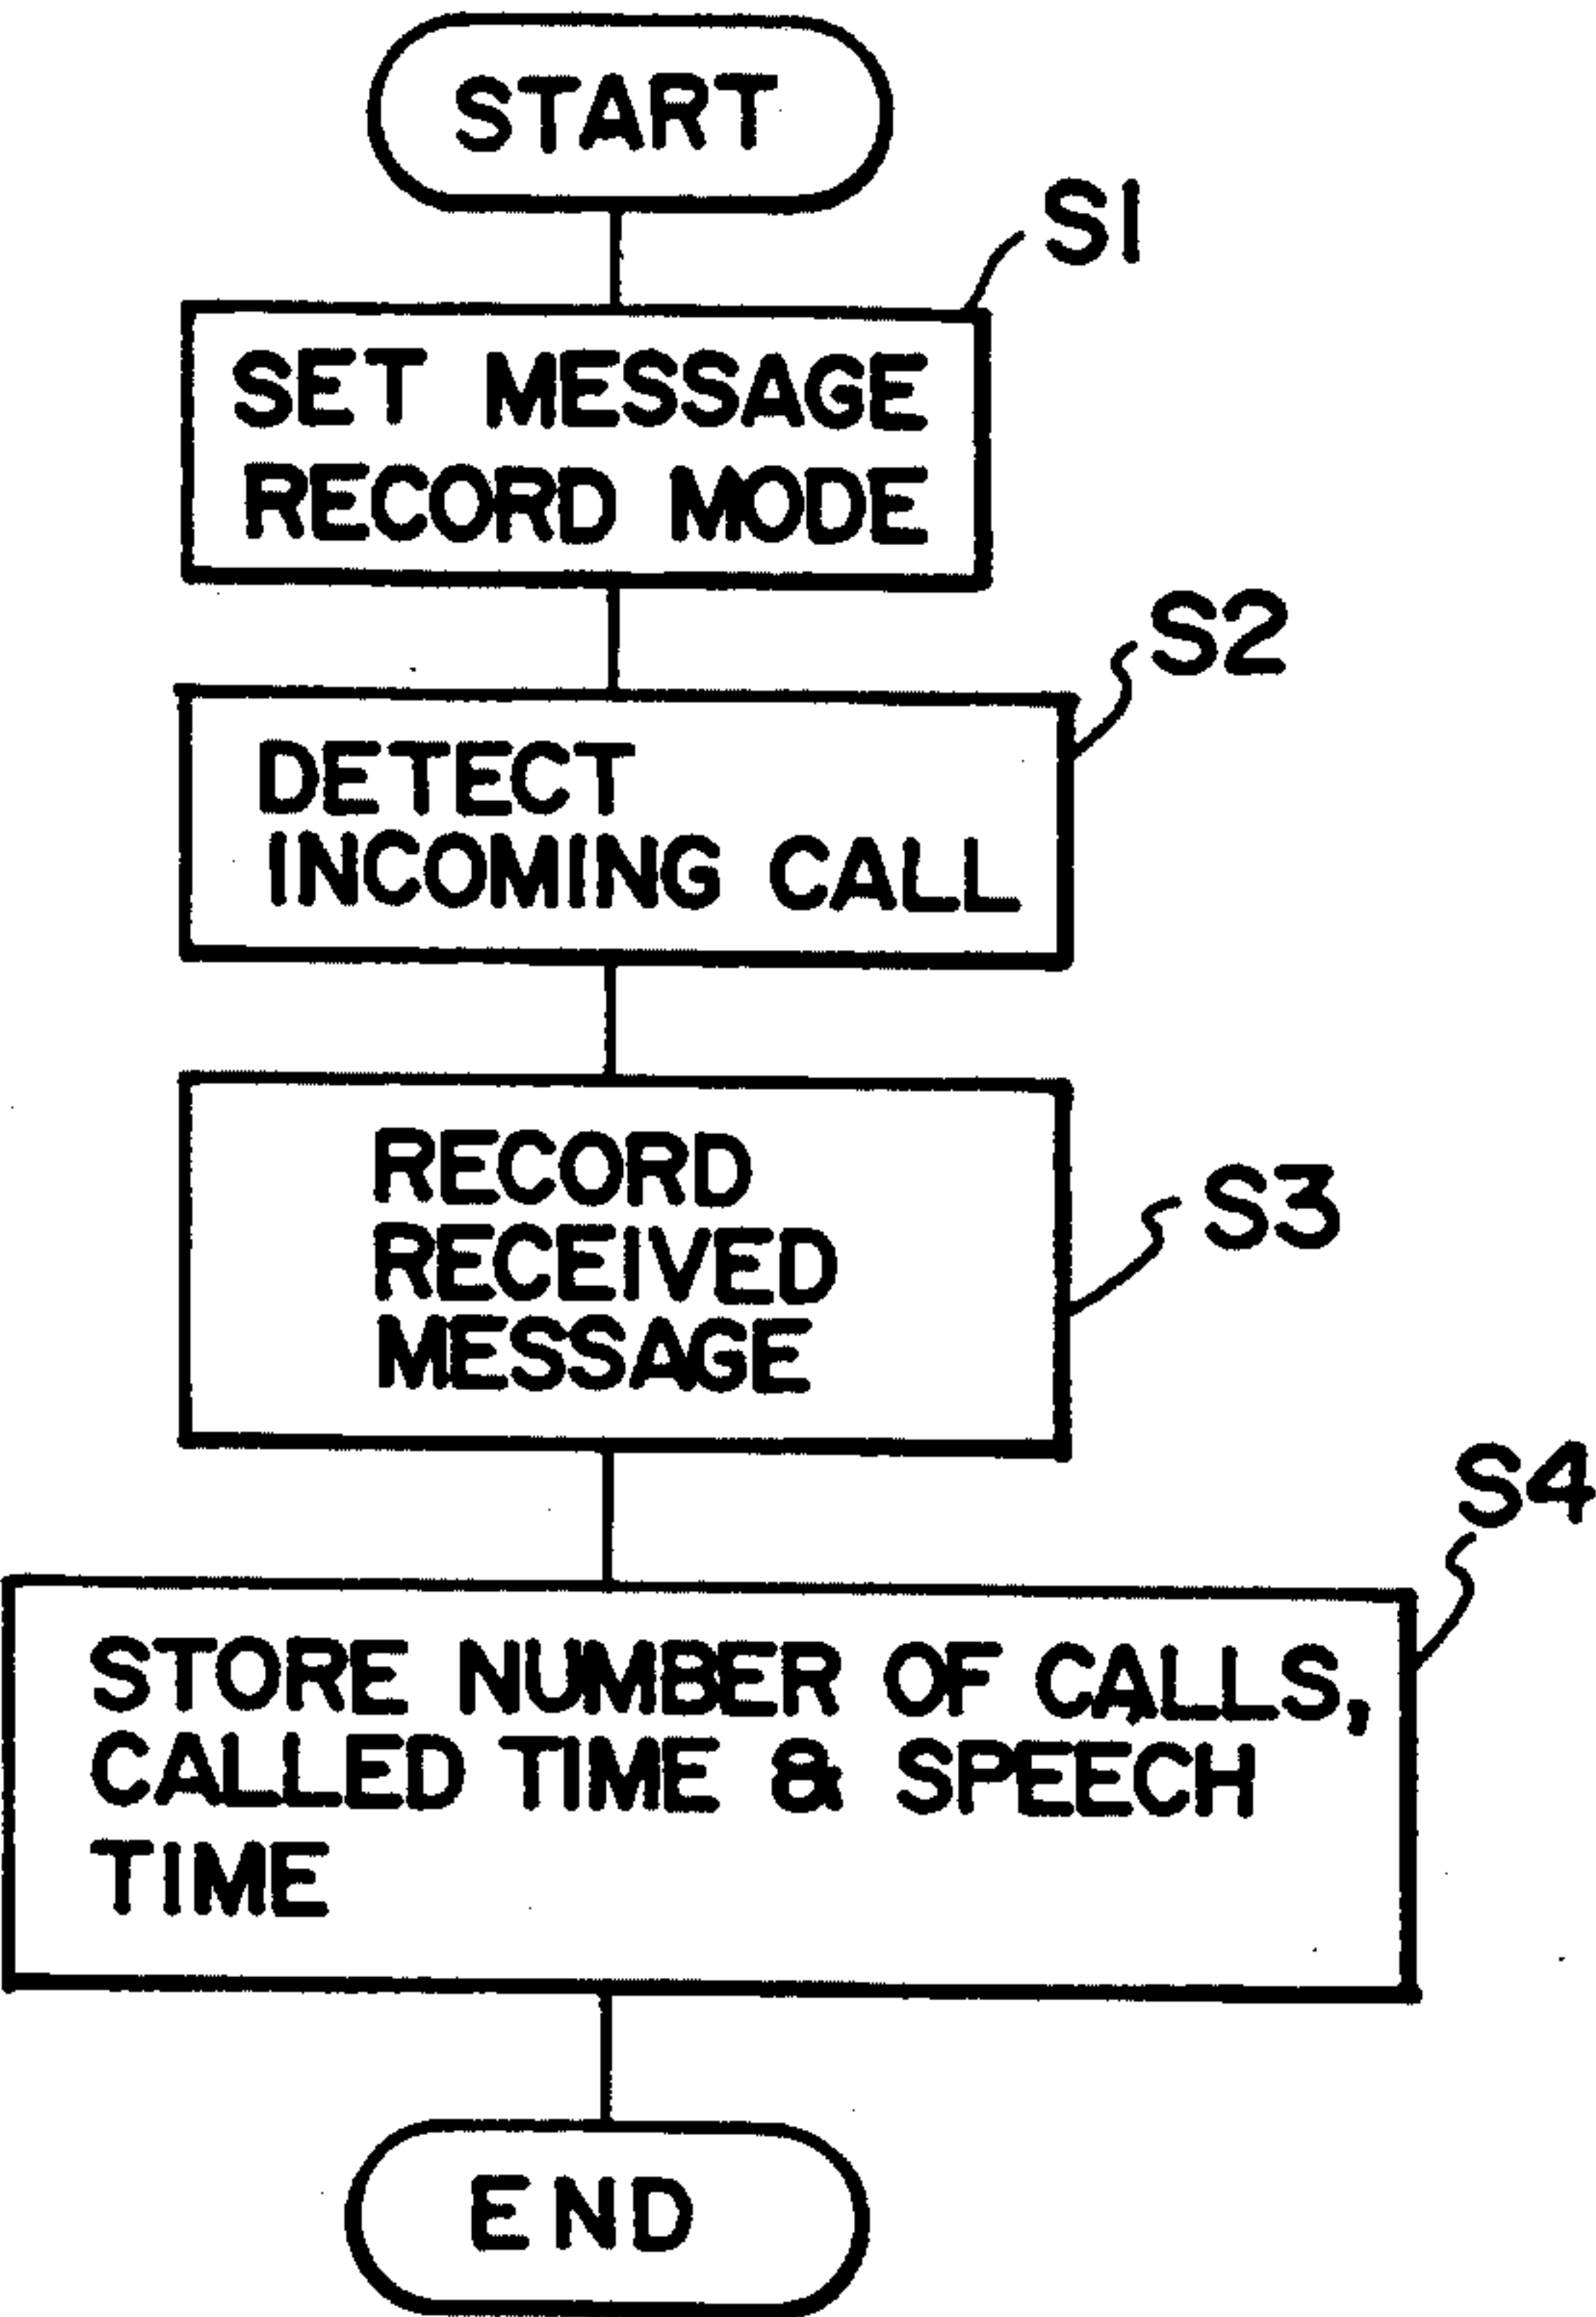 START
S1
SET MESSAGE
RECORD MODE
S2
DETECT
INCOMING CALL
RECORD
RECEIVED
MESSAGE
S3
S4
STORE NUMBER OF CALLS,
CALLED TIME & SPEECH
TIME
END